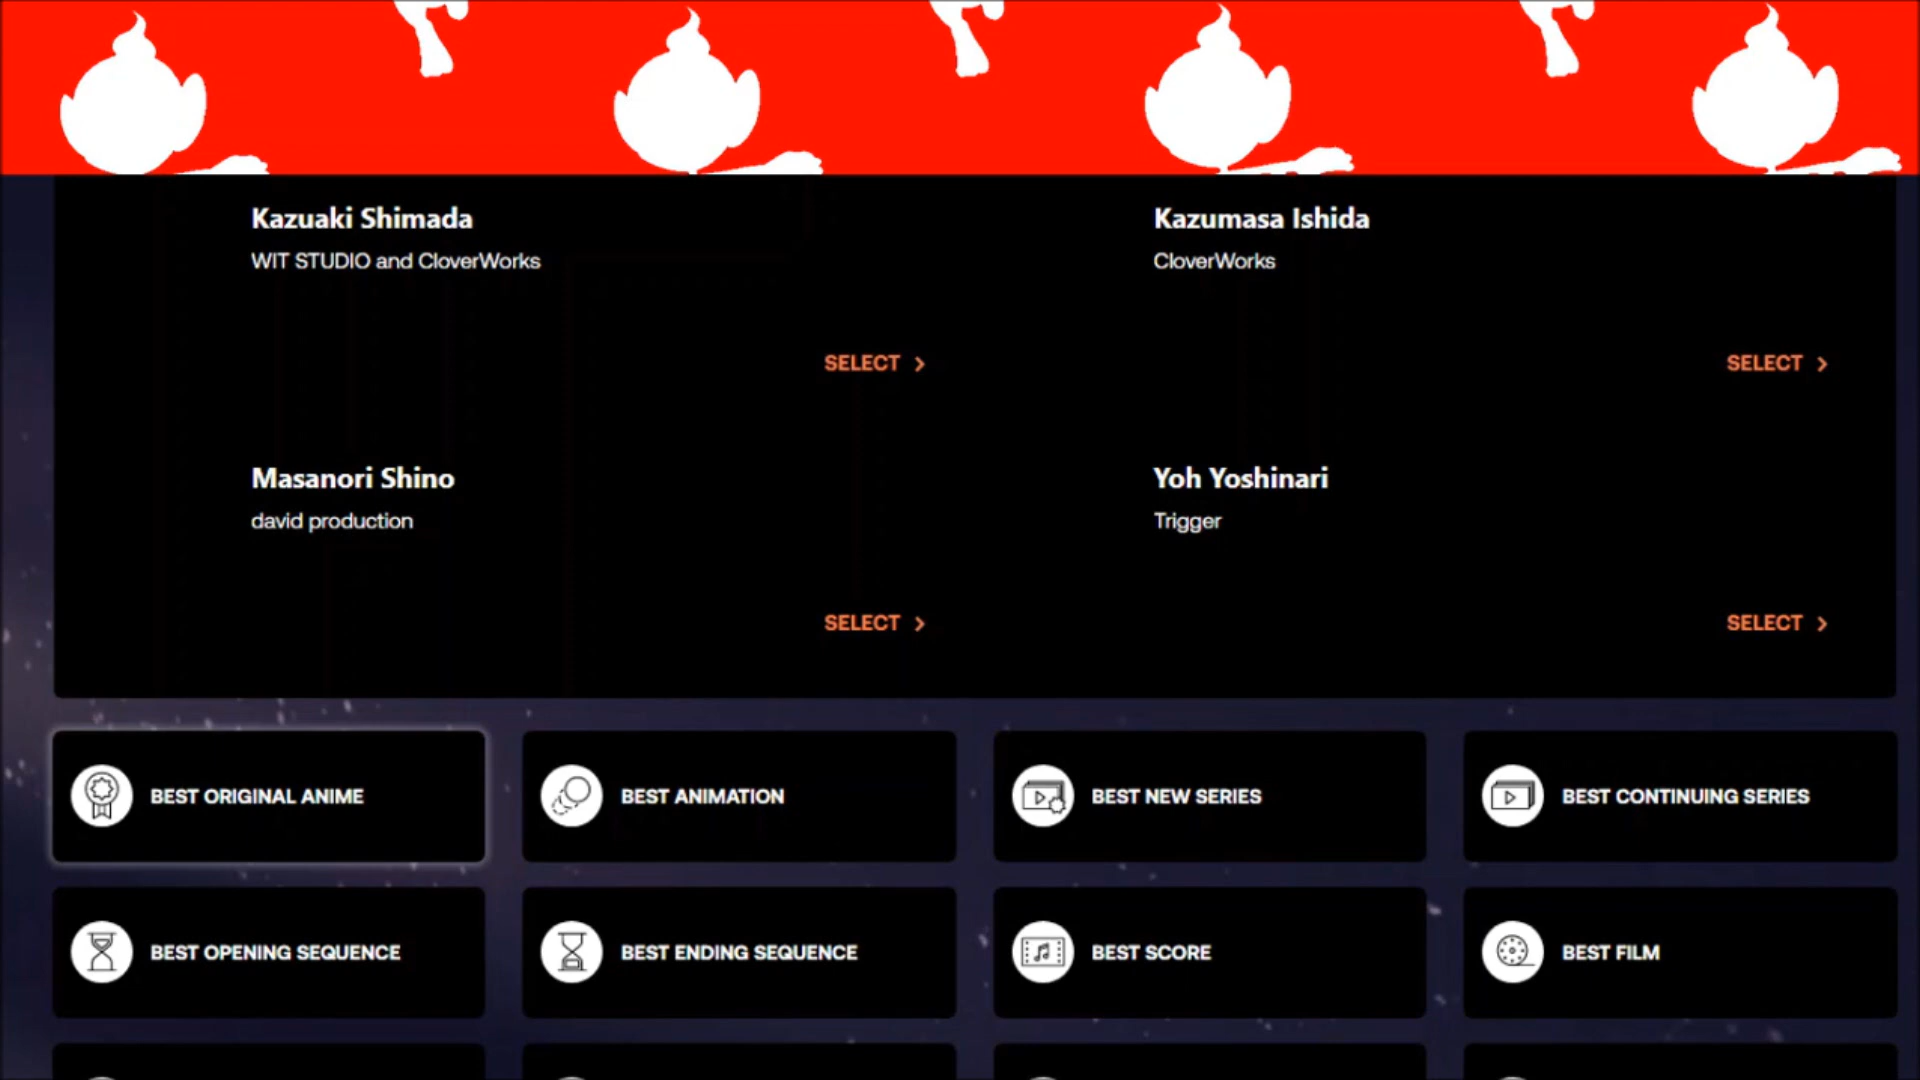 Kazuaki Shimada
WIT STUDIO and CloverWorks
SELECT
Kazumasa Ishida
CloverWorks
SELECT
Masanori Shino
david production
SELECT
Yoh Yoshinari
Trigger
SELECT
BEST ORIGINAL ANIME
BEST ANIMATION
BEST NEW SERIES
BEST CONTINUING SERIES
BEST OPENING SEQUENCE
BEST ENDING SEQUENCE
BEST SCORE
BEST FILM